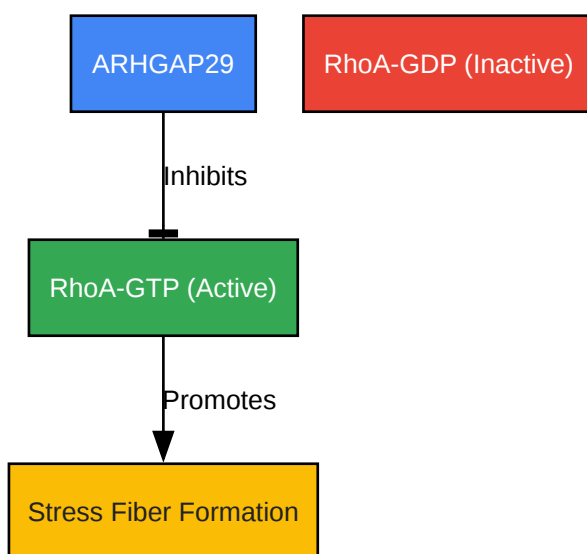 ARHGAP29
RhoA-GDP (Inactive)
Inhibits
RhoA-GTP (Active)
Promotes
Stress Fiber Formation